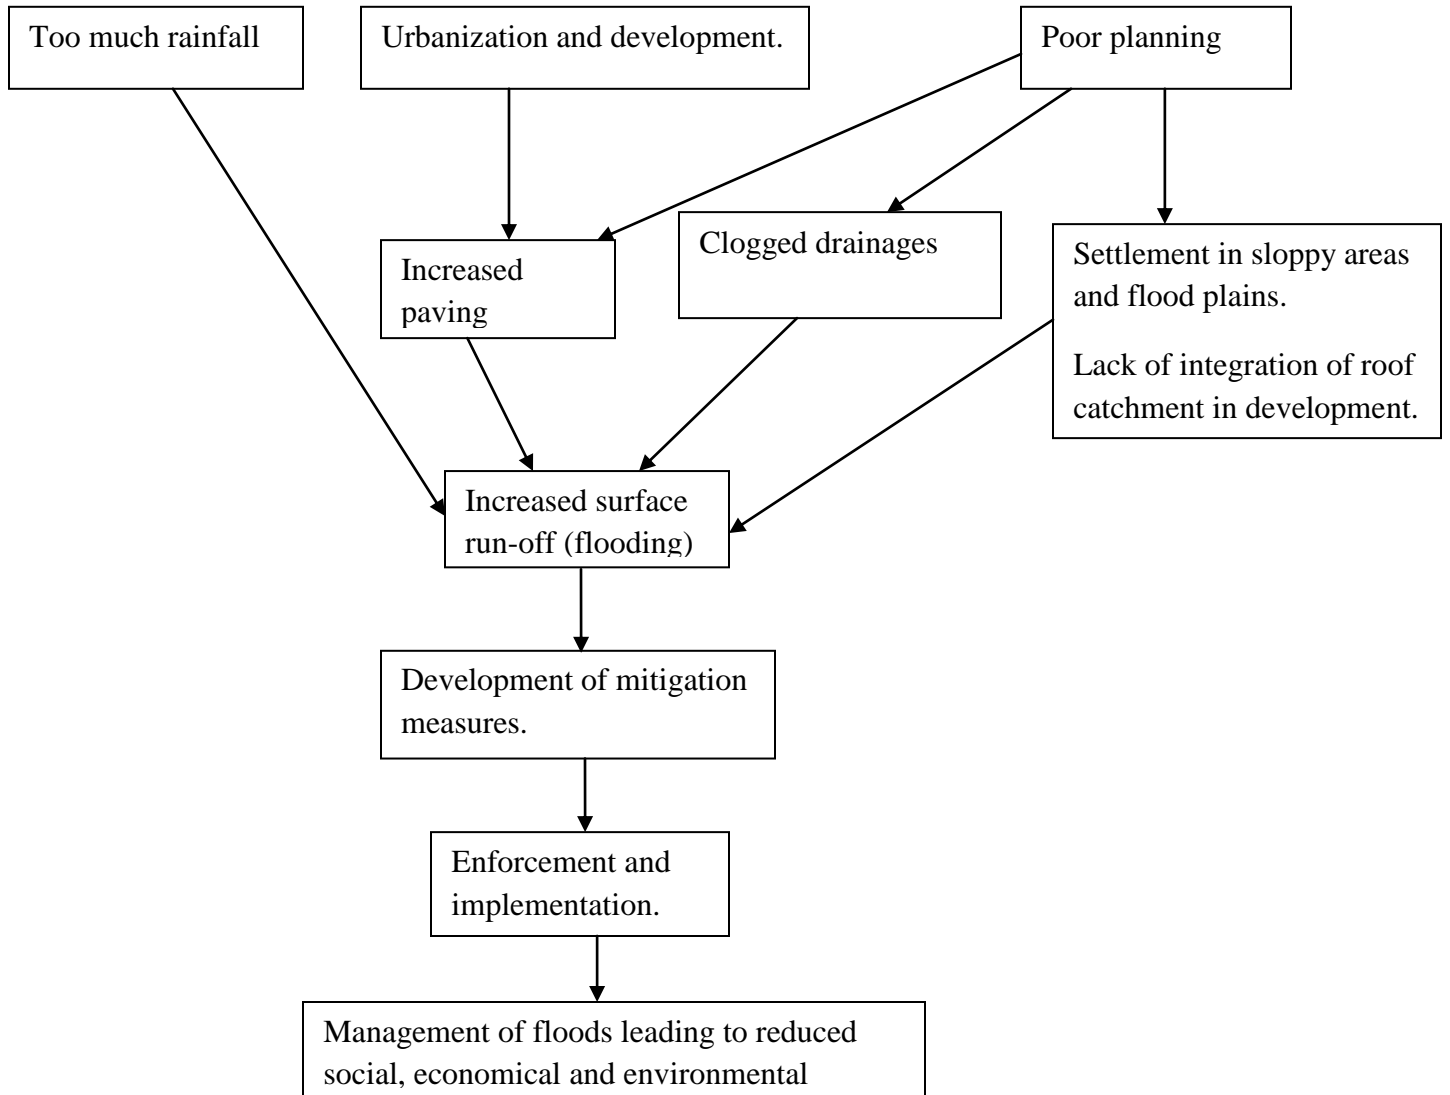 Too much rainfall
Urbanization and development.
Poor planning
Increased
paving
Clogged drainages
Settlement in sloppy areas
and flood plains.
Lack of integration of roof
catchment in development.
Increased surface
run-off (flooding)
Development of mitigation
measures.
Enforcement and
implementation.
Management of floods leading to reduced
social, economical and environmental